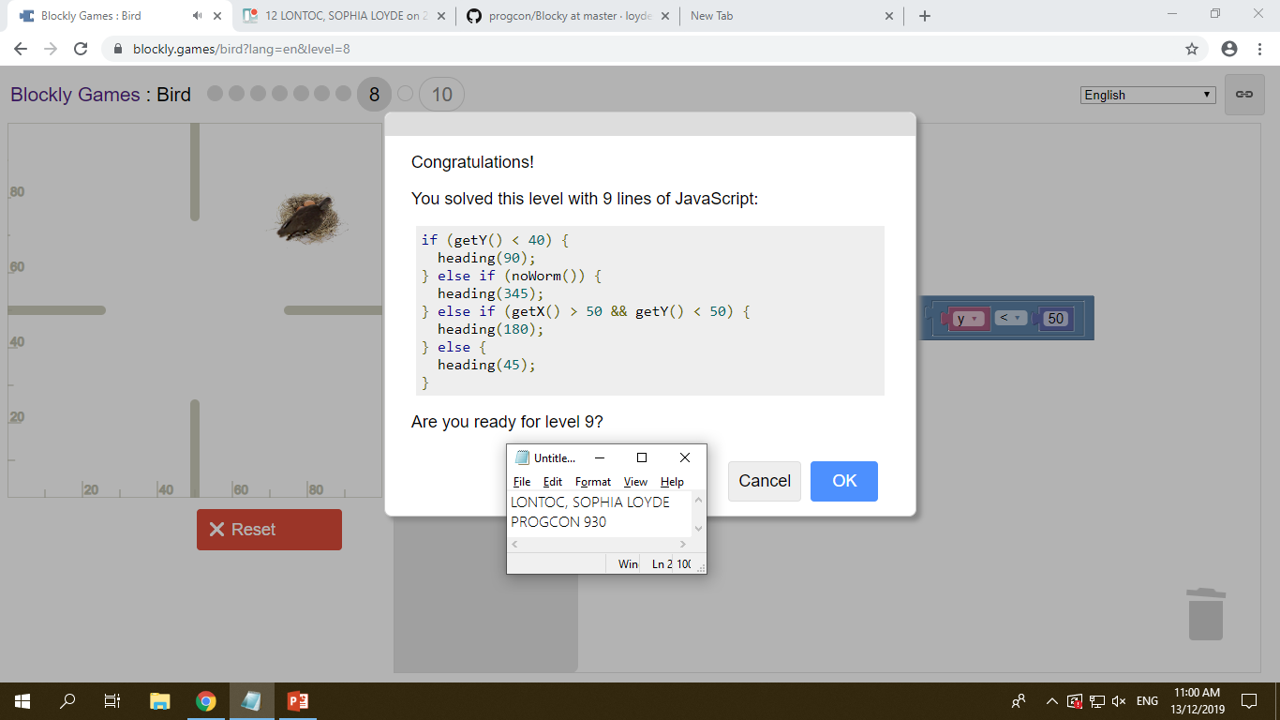 Blockly Games : Bird
12 LONTOC, SOPHIA LOYDE on 2
progcon/Blocky at master · loyde
New Tab
blockly.games/bird?lang=en&level=8
Blockly Games : Bird
8
10
English
80
60
40
20
20
40
60
80
Reset
Congratulations!
You solved this level with 9 lines of JavaScript:
if (getY() < 40) {
  heading(90);
} else if (noWorm()) {
  heading(345);
} else if (getX() > 50 && getY() < 50) {
  heading(180);
} else {
  heading(45);
}
Are you ready for level 9?
Cancel
OK
y < 50
Untitle...
File Edit Format View Help
LONTOC, SOPHIA LOYDE
PROGCON 930
Win
Ln 2
100
ENG
11:00 AM
13/12/2019